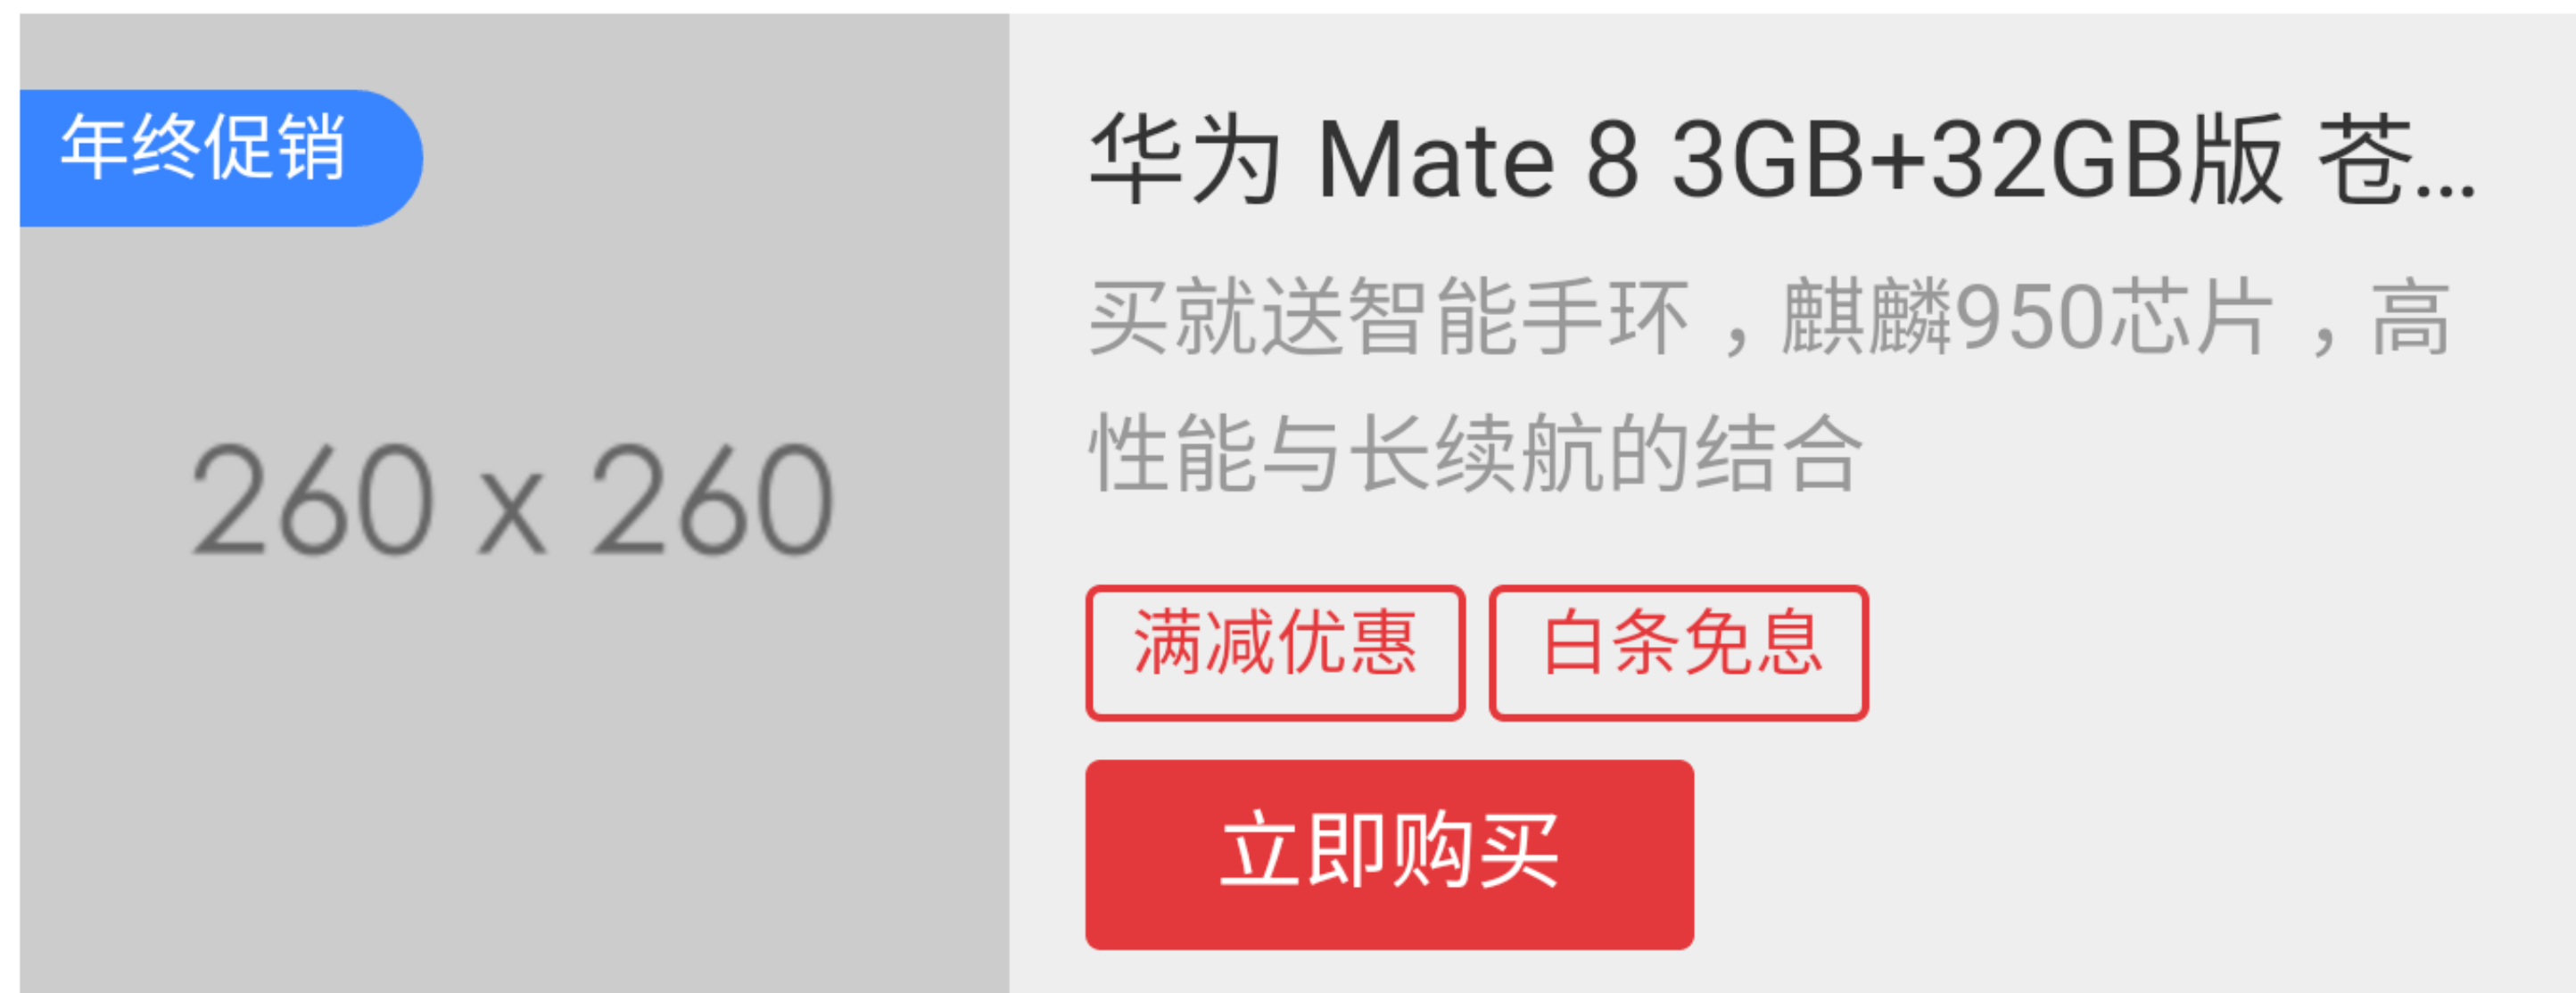 年终促销
260 x 260
华为 Mate 8 3GB+32GB版 苍...
买就送智能手环，麒麟950芯片，高
性能与长续航的结合
满减优惠 白条免息
立即购买